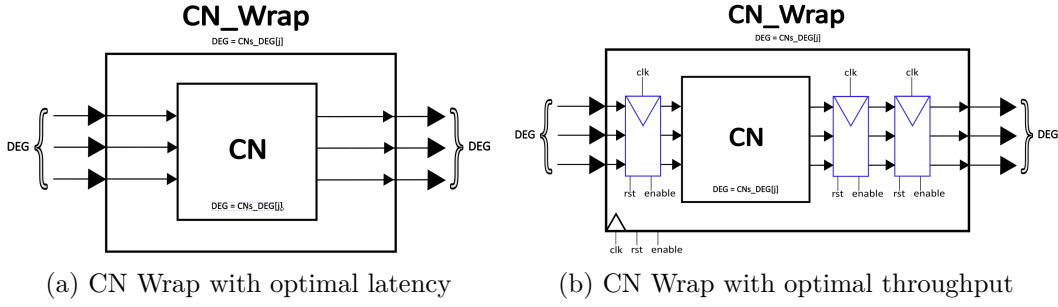 CN_Wrap
DEG = CNs_DEG[j]
DEG
CN
DEG = CNs_DEG[j]
DEG
(a) CN Wrap with optimal latency
CN_Wrap
DEG = CNs_DEG[j]
clk
clk
clk
DEG
CN
DEG
DEG = CNs_DEG[j]
rst enable
rst enable
rst enable
clk rst enable
(b) CN Wrap with optimal throughput